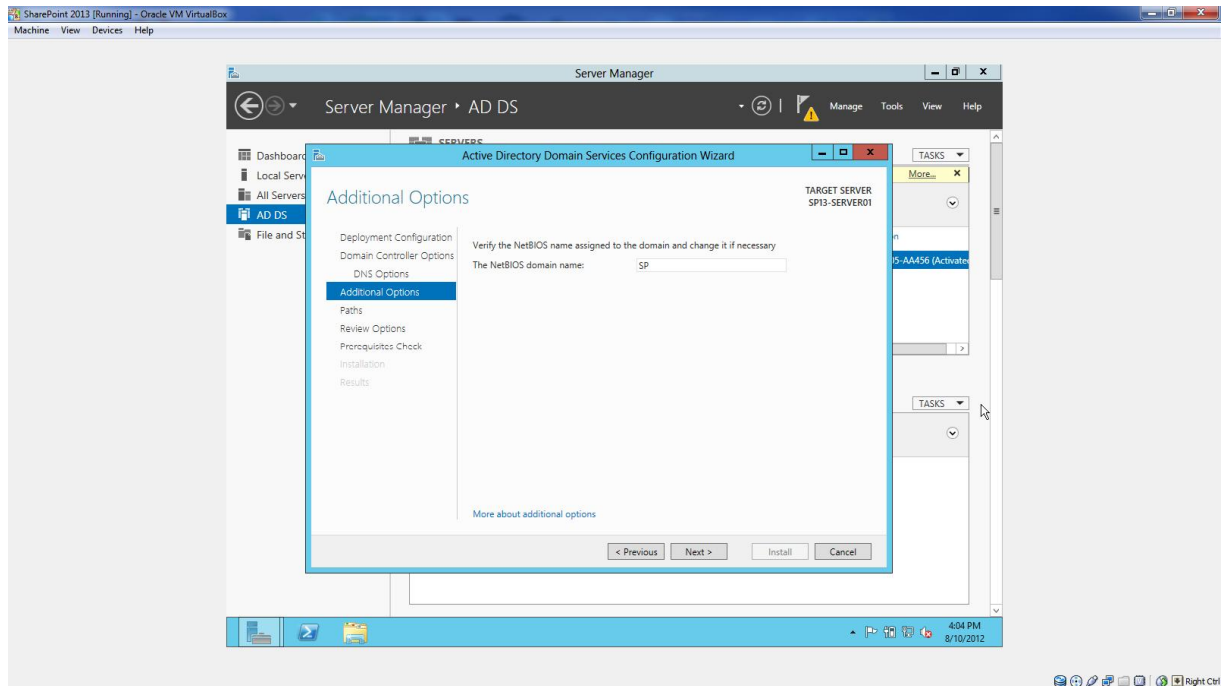 SharePoint 2013 [Running] - Oracle VM VirtualBox
Machine View Devices Help
Server Manager
Server Manager ‣ AD DS
Manage Tools View Help
SERVERS
Dashboard
TASKS
Active Directory Domain Services Configuration Wizard
Local Serv
More...
All Servers
AD DS
File and St
Additional Options
TARGET SERVER
SP13-SERVER01
Deployment Configuration
Domain Controller Options
DNS Options
Additional Options
Paths
Review Options
Prerequisites Check
Installation
Results
Verify the NetBIOS name assigned to the domain and change it if necessary
The NetBIOS domain name: SP
More about additional options
< Previous Next > Install Cancel
n
05-AA456 (Activated
TASKS
4:04 PM
8/10/2012
Right Ctrl